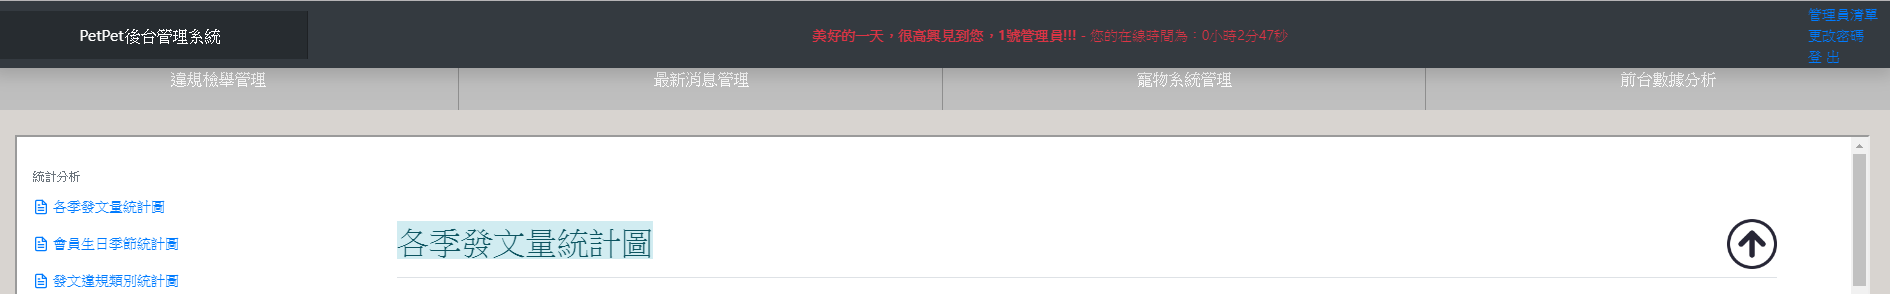 PetPet後台管理系統
美好的一天，很高興見到您，1號管理員!!! - 您的在線時間為：0小時2分47秒
管理員清單
更改密碼
登 出
違規檢舉管理
最新消息管理
寵物系統管理
前台數據分析
統計分析
各季發文量統計圖
會員生日季節統計圖
發文違規類別統計圖
各季發文量統計圖